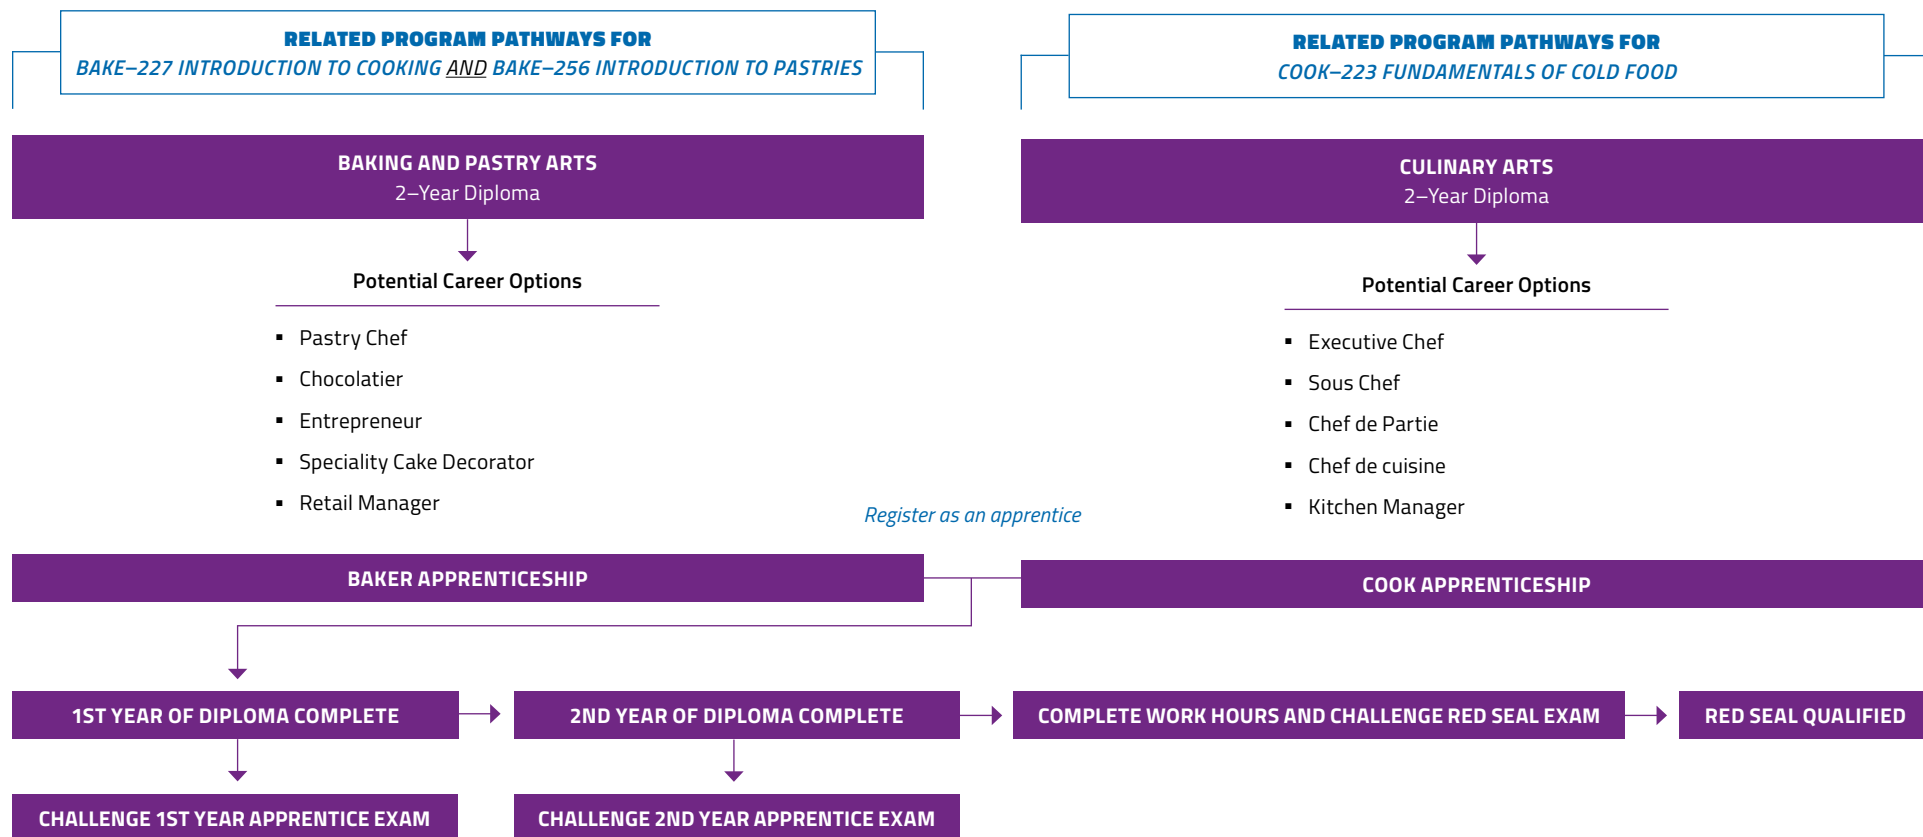 RELATED PROGRAM PATHWAYS FOR
BAKE–227 INTRODUCTION TO COOKING AND BAKE–256 INTRODUCTION TO PASTRIES
BAKING AND PASTRY ARTS
2–Year Diploma
Potential Career Options
▪ Pastry Chef
▪ Chocolatier
▪ Entrepreneur
▪ Speciality Cake Decorator
▪ Retail Manager
RELATED PROGRAM PATHWAYS FOR
COOK–223 FUNDAMENTALS OF COLD FOOD
CULINARY ARTS
2–Year Diploma
Potential Career Options
▪ Executive Chef
▪ Sous Chef
▪ Chef de Partie
▪ Chef de cuisine
▪ Kitchen Manager
Register as an apprentice
BAKER APPRENTICESHIP
COOK APPRENTICESHIP
1ST YEAR OF DIPLOMA COMPLETE
2ND YEAR OF DIPLOMA COMPLETE
COMPLETE WORK HOURS AND CHALLENGE RED SEAL EXAM
RED SEAL QUALIFIED
CHALLENGE 1ST YEAR APPRENTICE EXAM
CHALLENGE 2ND YEAR APPRENTICE EXAM